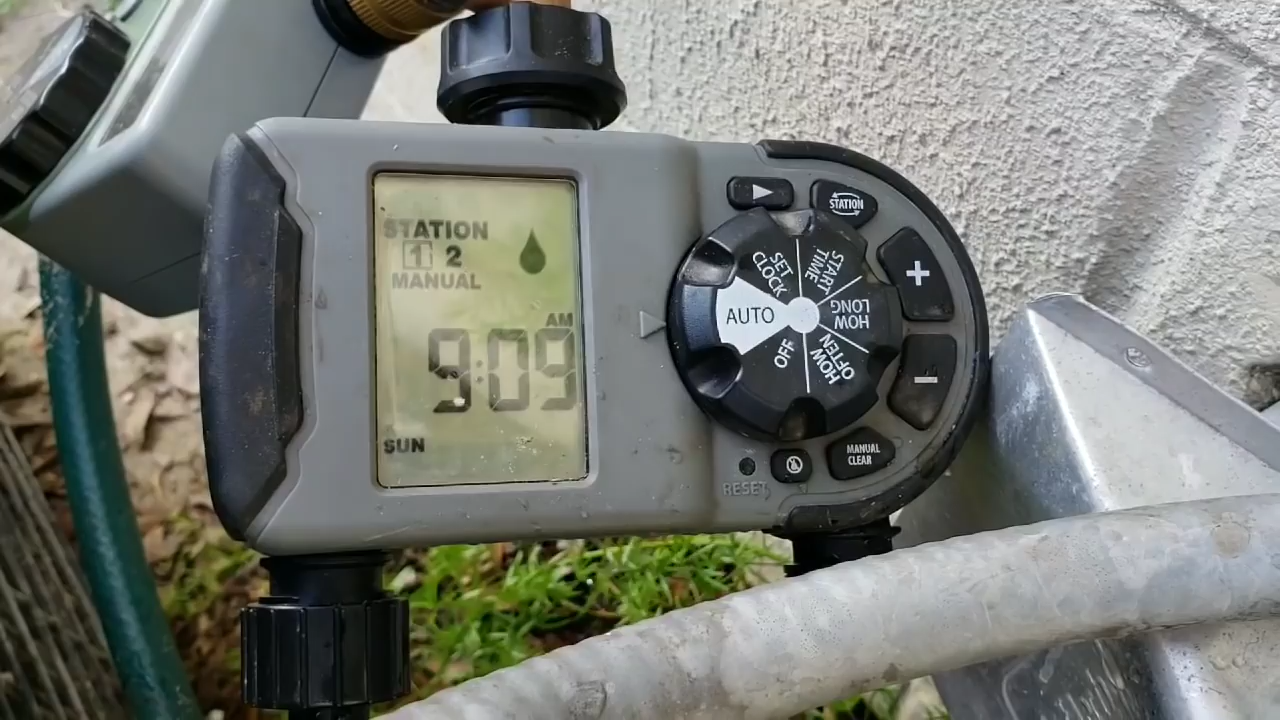 STATION
1 2
MANUAL
AM
9:09
SUN
STATION
+
-
SET
CLOCK
START
TIME
HOW
LONG
HOW
OFTEN
OFF
AUTO
MANUAL
CLEAR
RESET